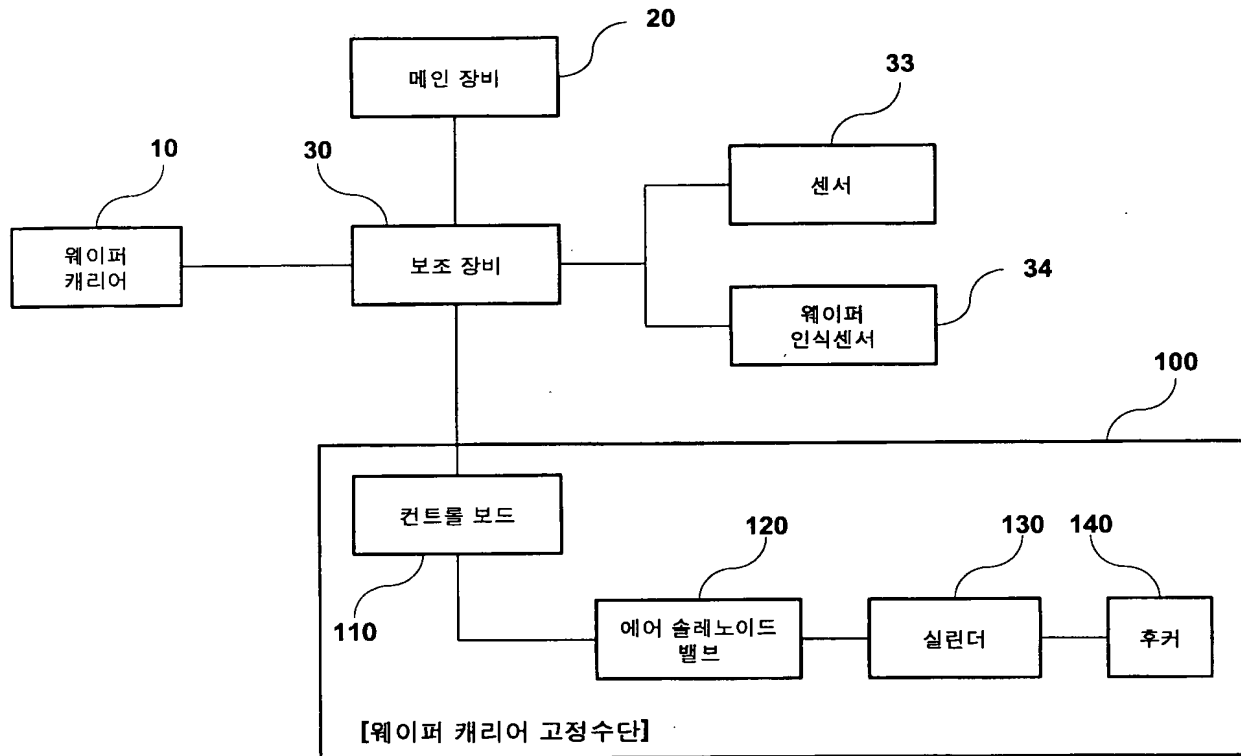 20
메인 장비
33
센서
10
30
웨이퍼
캐리어
보조 장비
34
웨이퍼
인식센서
100
컨트롤 보드
110
120
130
140
에어 솔레노이드
밸브
실린더
후커
[웨이퍼 캐리어 고정수단]